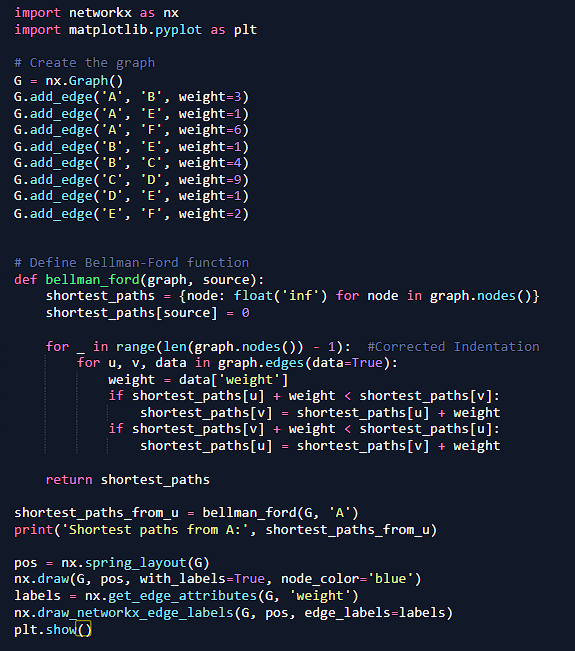 import networkx as nx
import matplotlib.pyplot as plt

# Create the graph
G = nx.Graph()
G.add_edge('A', 'B', weight=3)
G.add_edge('A', 'E', weight=1)
G.add_edge('A', 'F', weight=6)
G.add_edge('B', 'E', weight=1)
G.add_edge('B', 'C', weight=4)
G.add_edge('C', 'D', weight=9)
G.add_edge('D', 'E', weight=1)
G.add_edge('E', 'F', weight=2)


# Define Bellman-Ford function
def bellman_ford(graph, source):
    shortest_paths = {node: float('inf') for node in graph.nodes()}
    shortest_paths[source] = 0

    for _ in range(len(graph.nodes()) - 1):  #Corrected Indentation
        for u, v, data in graph.edges(data=True):
            weight = data['weight']
            if shortest_paths[u] + weight < shortest_paths[v]:
                shortest_paths[v] = shortest_paths[u] + weight
            if shortest_paths[v] + weight < shortest_paths[u]:
                shortest_paths[u] = shortest_paths[v] + weight

    return shortest_paths

shortest_paths_from_u = bellman_ford(G, 'A')
print('Shortest paths from A:', shortest_paths_from_u)

pos = nx.spring_layout(G)
nx.draw(G, pos, with_labels=True, node_color='blue')
labels = nx.get_edge_attributes(G, 'weight')
nx.draw_networkx_edge_labels(G, pos, edge_labels=labels)
plt.show()